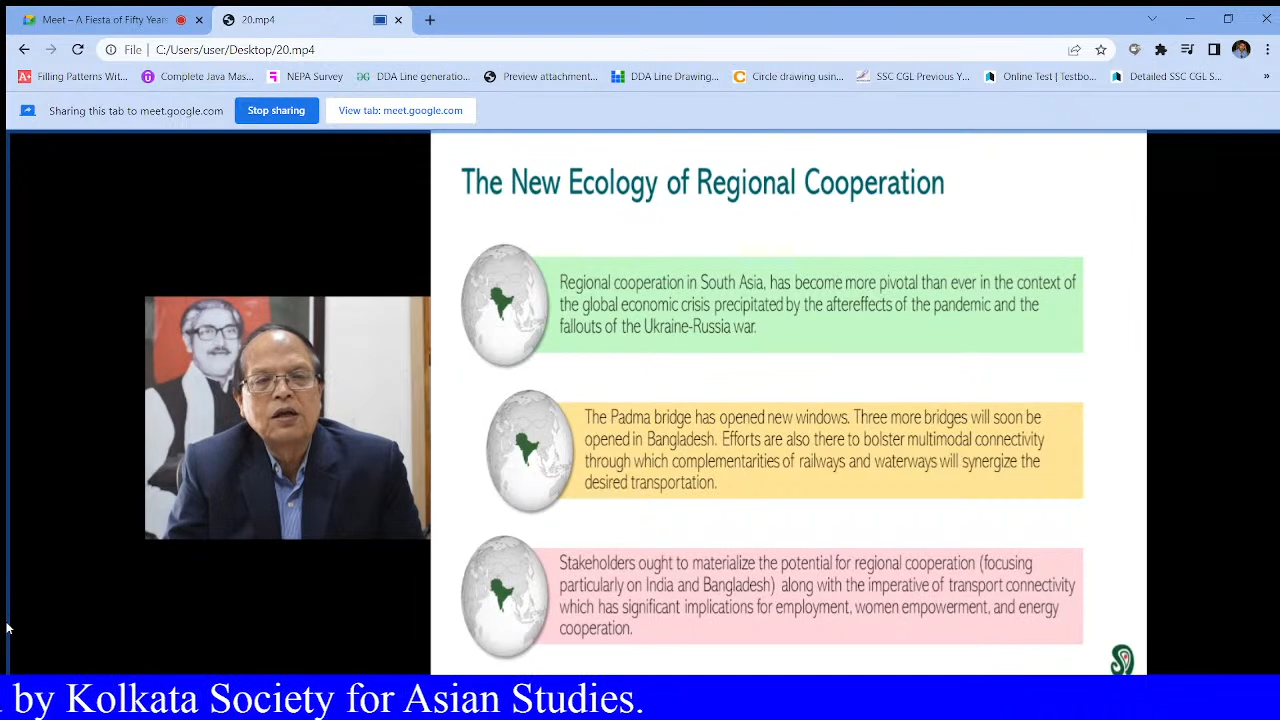 Meet – A Fiesta of Fifty Years
20.mp4
File | C:/Users/user/Desktop/20.mp4
Filling Patterns Wit...
Complete Java Mas...
NEPA Survey
DDA Line generatio...
Preview attachment...
DDA Line Drawing...
Circle drawing usin...
SSC CGL Previous Y...
Online Test | Testbo...
Detailed SSC CGL S...
»
Sharing this tab to meet.google.com
Stop sharing
View tab: meet.google.com
The New Ecology of Regional Cooperation
Regional cooperation in South Asia, has become more pivotal than ever in the context of
the global economic crisis precipitated by the aftereffects of the pandemic and the
fallouts of the Ukraine-Russia war.
The Padma bridge has opened new windows. Three more bridges will soon be
opened in Bangladesh. Efforts are also there to bolster multimodal connectivity
through which complementarities of railways and waterways will synergize the
desired transportation.
Stakeholders ought to materialize the potential for regional cooperation (focusing
particularly on India and Bangladesh) along with the imperative of transport connectivity
which has significant implications for employment, women empowerment, and energy
cooperation.
by Kolkata Society for Asian Studies.